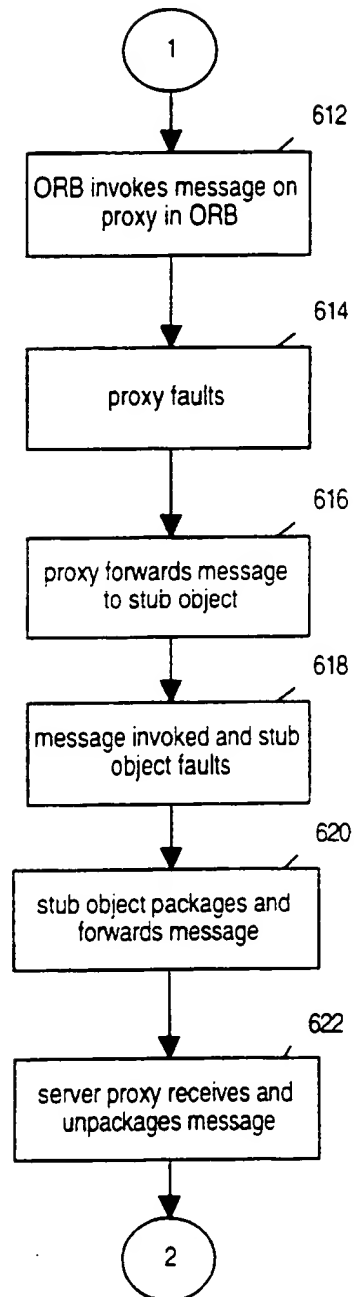 1
612
ORB invokes message on
proxy in ORB
614
proxy faults
616
proxy forwards message
to stub object
618
message invoked and stub
object faults
620
stub object packages and
forwards message
622
server proxy receives and
unpackages message
2